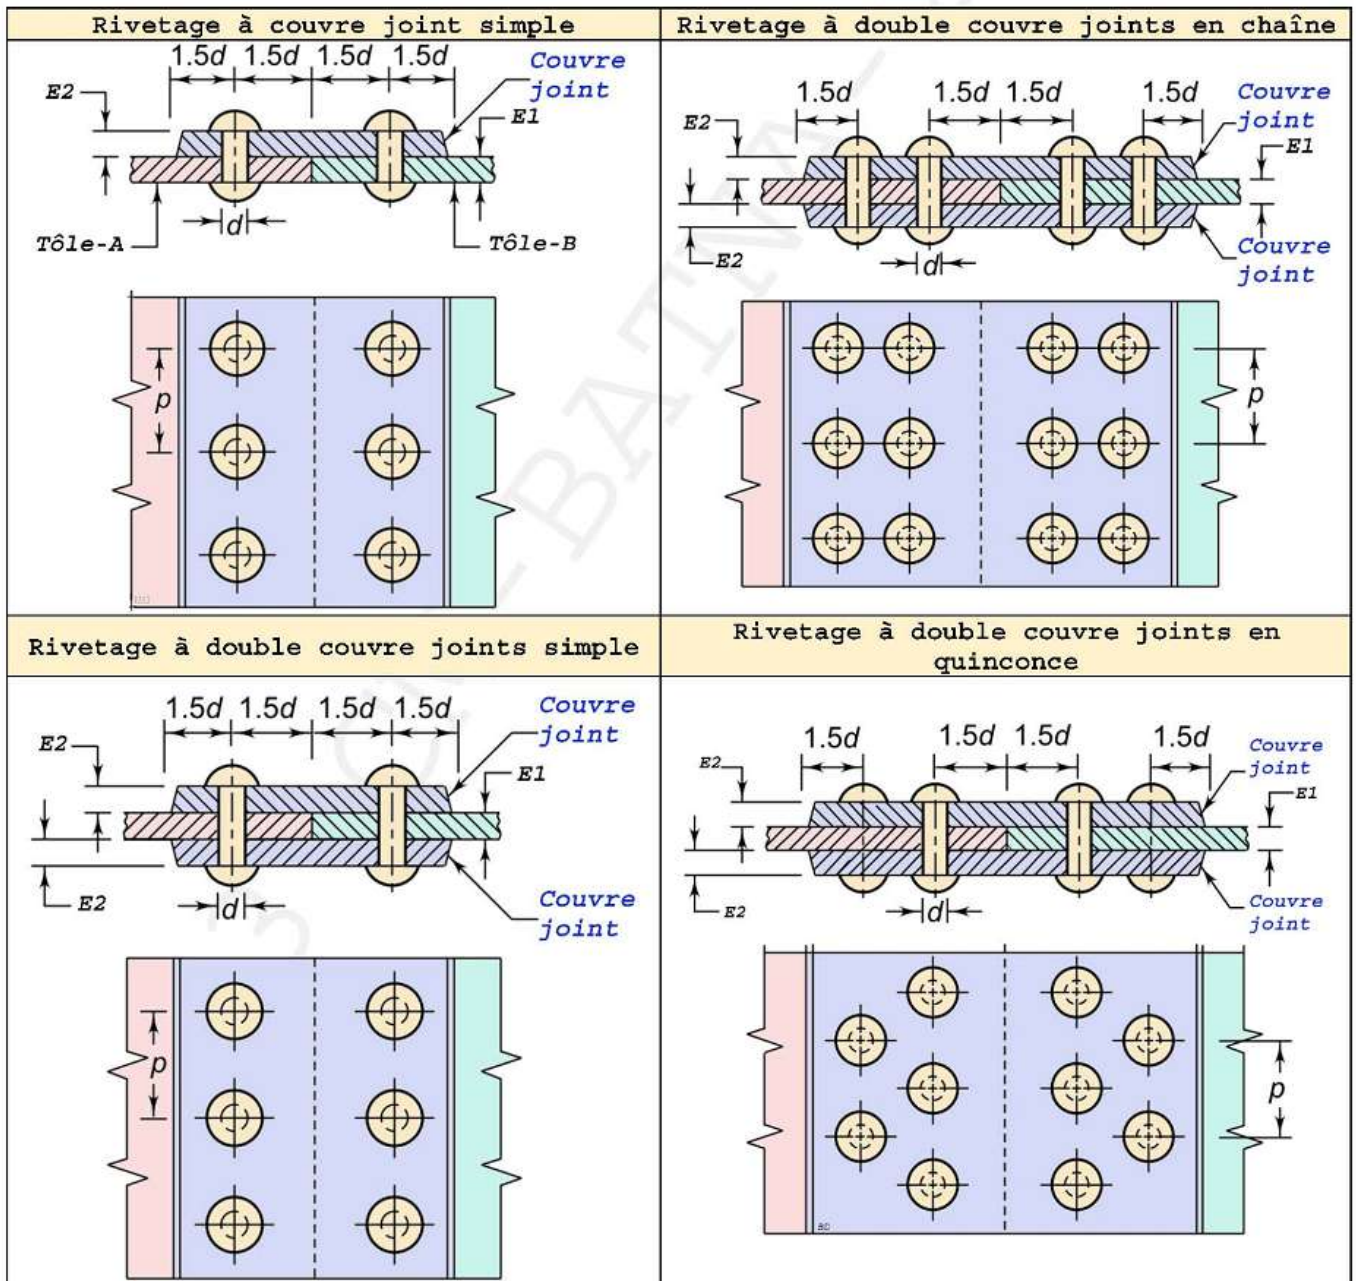 Rivetage à couvre joint simple
1.5d 1.5d 1.5d 1.5d
Couvre
joint
E2
E1
d
Tôle-A
Tôle-B
p
Rivetage à double couvre joints en chaîne
1.5d 1.5d 1.5d 1.5d
Couvre
joint
E2
E1
E2
d
Couvre
joint
p
Rivetage à double couvre joints simple
1.5d 1.5d 1.5d 1.5d
Couvre
joint
E2
E1
E2
d
Couvre
joint
p
Rivetage à double couvre joints en
quinconce
1.5d 1.5d 1.5d 1.5d
Couvre
joint
E2
E1
E2
d
Couvre
joint
p
BD